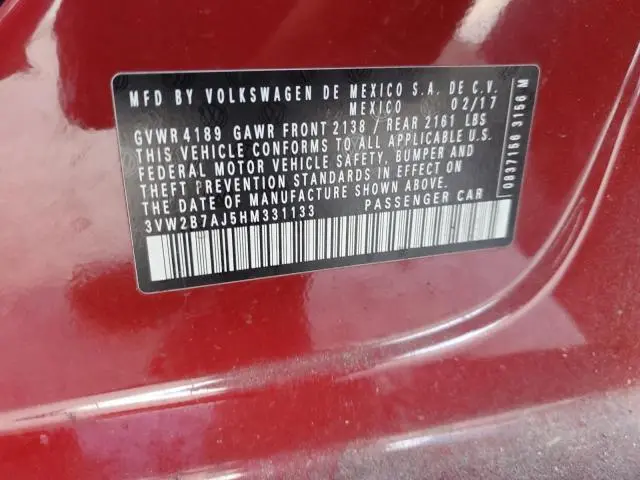 MFD BY VOLKSWAGEN DE MEXICO S.A. DE C.V.
MEXICO 02/17
GVWR 4189 GAWR FRONT 2138 / REAR 2161 LBS
THIS VEHICLE CONFORMS TO ALL APPLICABLE U.S.
FEDERAL MOTOR VEHICLE SAFETY, BUMPER AND
THEFT PREVENTION STANDARDS IN EFFECT ON
THE DATE OF MANUFACTURE SHOWN ABOVE.
3VW2B7AJ5HM331133 PASSENGER CAR
0837156 3156 M